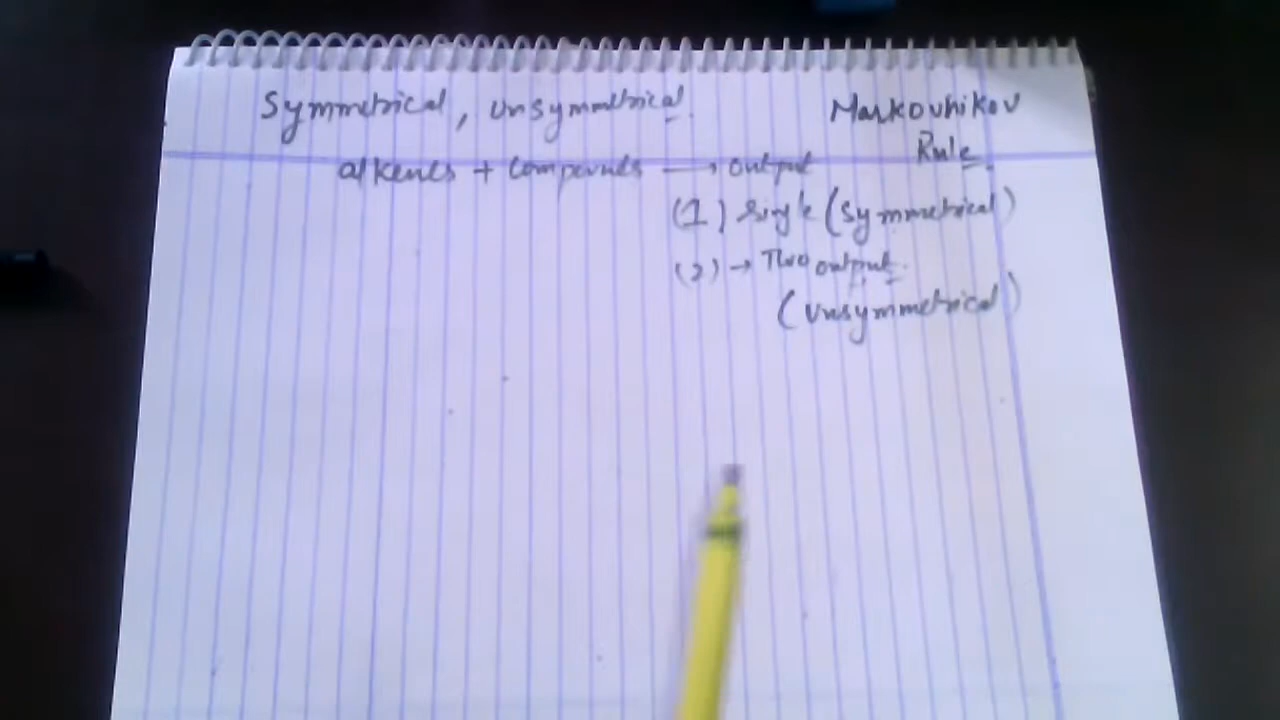 Symmetrical, Unsymmetrical.
Markovnikov
Rule.
alkenes + Compounds → output
(1) Single (Symmetrical)
(2) → Two output.
(Unsymmetrical)